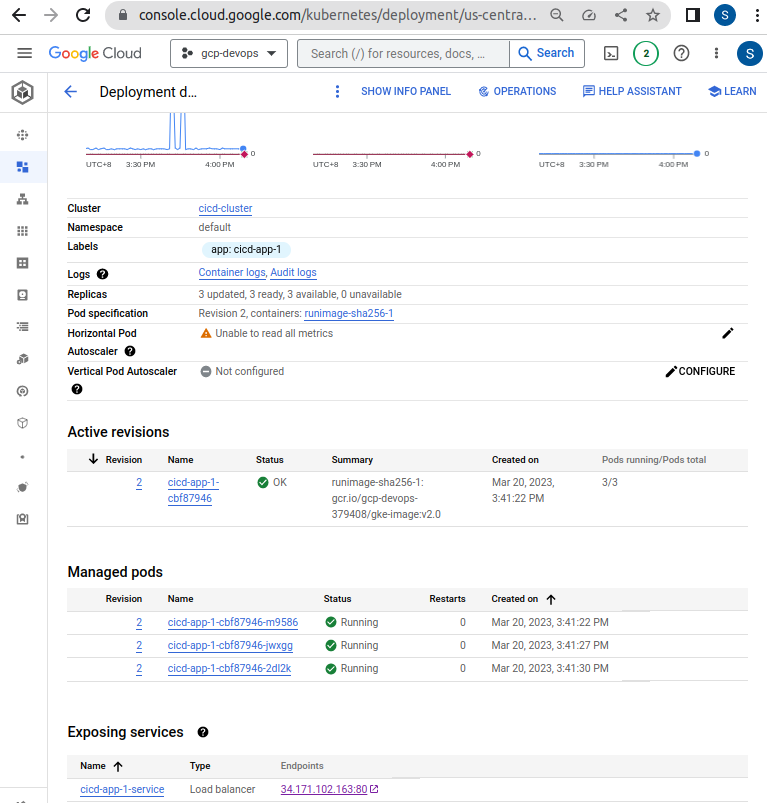 console.cloud.google.com/kubernetes/deployment/us-centra...
S
Google Cloud
gcp-devops
Search (/) for resources, docs, ...
Search
2
S
Deployment d...
SHOW INFO PANEL
OPERATIONS
HELP ASSISTANT
LEARN
0
0
0
UTC+8 3:30 PM 4:00 PM
UTC+8 3:30 PM 4:00 PM
UTC+8 3:30 PM 4:00 PM
Cluster cicd-cluster
Namespace default
Labels app: cicd-app-1
Logs ? Container logs, Audit logs
Replicas 3 updated, 3 ready, 3 available, 0 unavailable
Pod specification Revision 2, containers: runimage-sha256-1
Horizontal Pod Unable to read all metrics
Autoscaler ?
Vertical Pod Autoscaler Not configured CONFIGURE
?
Active revisions
Revision Name Status Summary Created on Pods running/Pods total
2 cicd-app-1- OK runimage-sha256-1: Mar 20, 2023, 3/3
cbf87946 gcr.io/gcp-devops- 3:41:22 PM
379408/gke-image:v2.0
Managed pods
Revision Name Status Restarts Created on
2 cicd-app-1-cbf87946-m9586 Running 0 Mar 20, 2023, 3:41:22 PM
2 cicd-app-1-cbf87946-jwxgg Running 0 Mar 20, 2023, 3:41:27 PM
2 cicd-app-1-cbf87946-2dl2k Running 0 Mar 20, 2023, 3:41:30 PM
Exposing services ?
Name Type Endpoints
cicd-app-1-service Load balancer 34.171.102.163:80